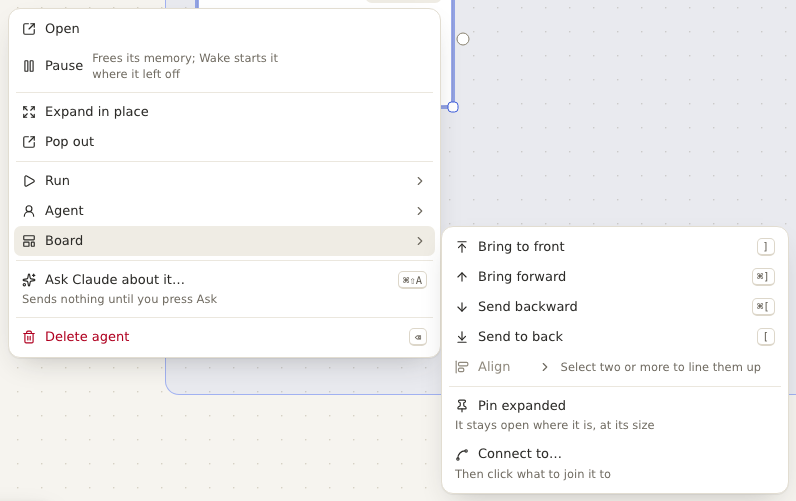 Open
Pause Frees its memory; Wake starts it
where it left off
Expand in place
Pop out
Run
Agent
Board
Ask Claude about it… ⌘⇧A
Sends nothing until you press Ask
Delete agent ⌫
Bring to front ]
Bring forward ⌘]
Send backward ⌘[
Send to back [
Align Select two or more to line them up
Pin expanded
It stays open where it is, at its size
Connect to…
Then click what to join it to